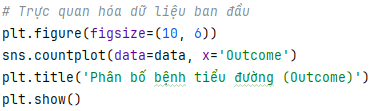 # Trực quan hóa dữ liệu ban đầu
plt.figure(figsize=(10, 6))
sns.countplot(data=data, x='Outcome')
plt.title('Phân bố bệnh tiểu đường (Outcome)')
plt.show()